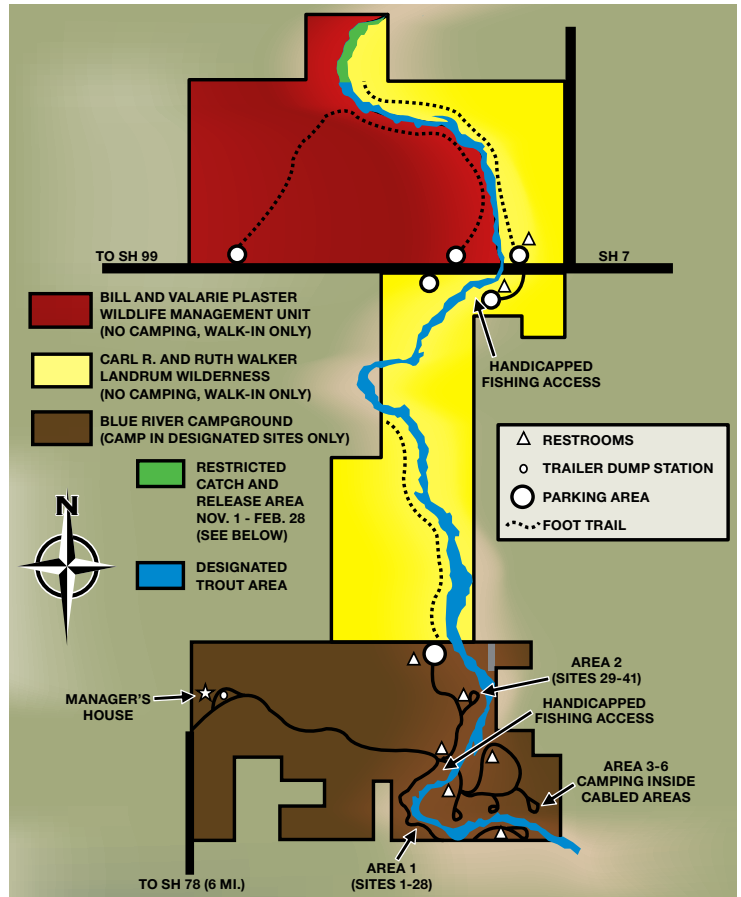 TO SH 99
SH 7
BILL AND VALARIE PLASTER
WILDLIFE MANAGEMENT UNIT
(NO CAMPING, WALK-IN ONLY)
CARL R. AND RUTH WALKER
LANDRUM WILDERNESS
(NO CAMPING, WALK-IN ONLY)
BLUE RIVER CAMPGROUND
(CAMP IN DESIGNATED SITES ONLY)
RESTRICTED
CATCH AND
RELEASE AREA
NOV. 1 - FEB. 28
(SEE BELOW)
DESIGNATED
TROUT AREA
N
HANDICAPPED
FISHING ACCESS
RESTROOMS
TRAILER DUMP STATION
PARKING AREA
FOOT TRAIL
MANAGER'S
HOUSE
AREA 2
(SITES 29-41)
HANDICAPPED
FISHING ACCESS
AREA 3-6
CAMPING INSIDE
CABLED AREAS
AREA 1
(SITES 1-28)
TO SH 78 (6 MI.)